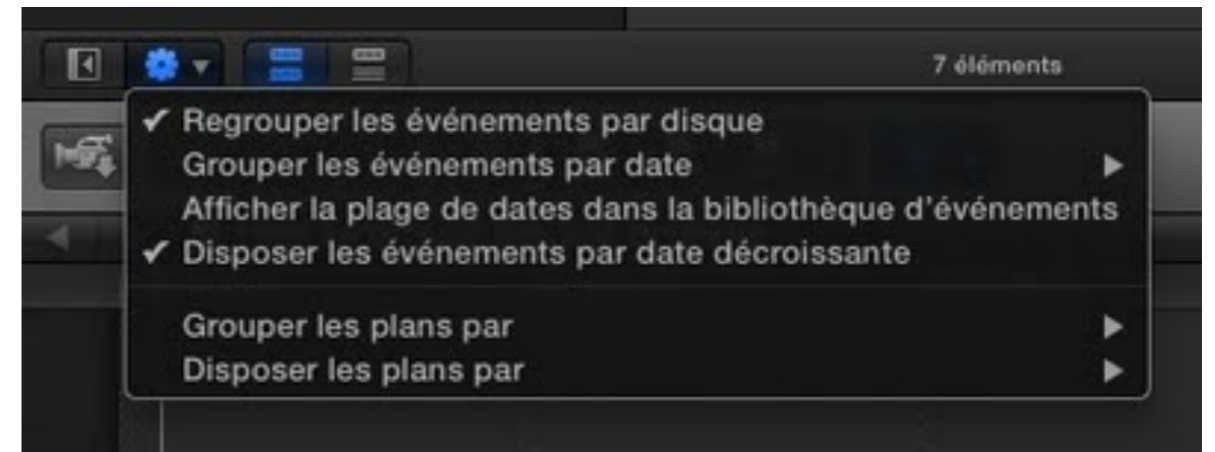 7 éléments
Regrouper les événements par disque
Grouper les événements par date
Afficher la plage de dates dans la bibliothèque d'événements
Disposer les événements par date décroissante
Grouper les plans par
Disposer les plans par